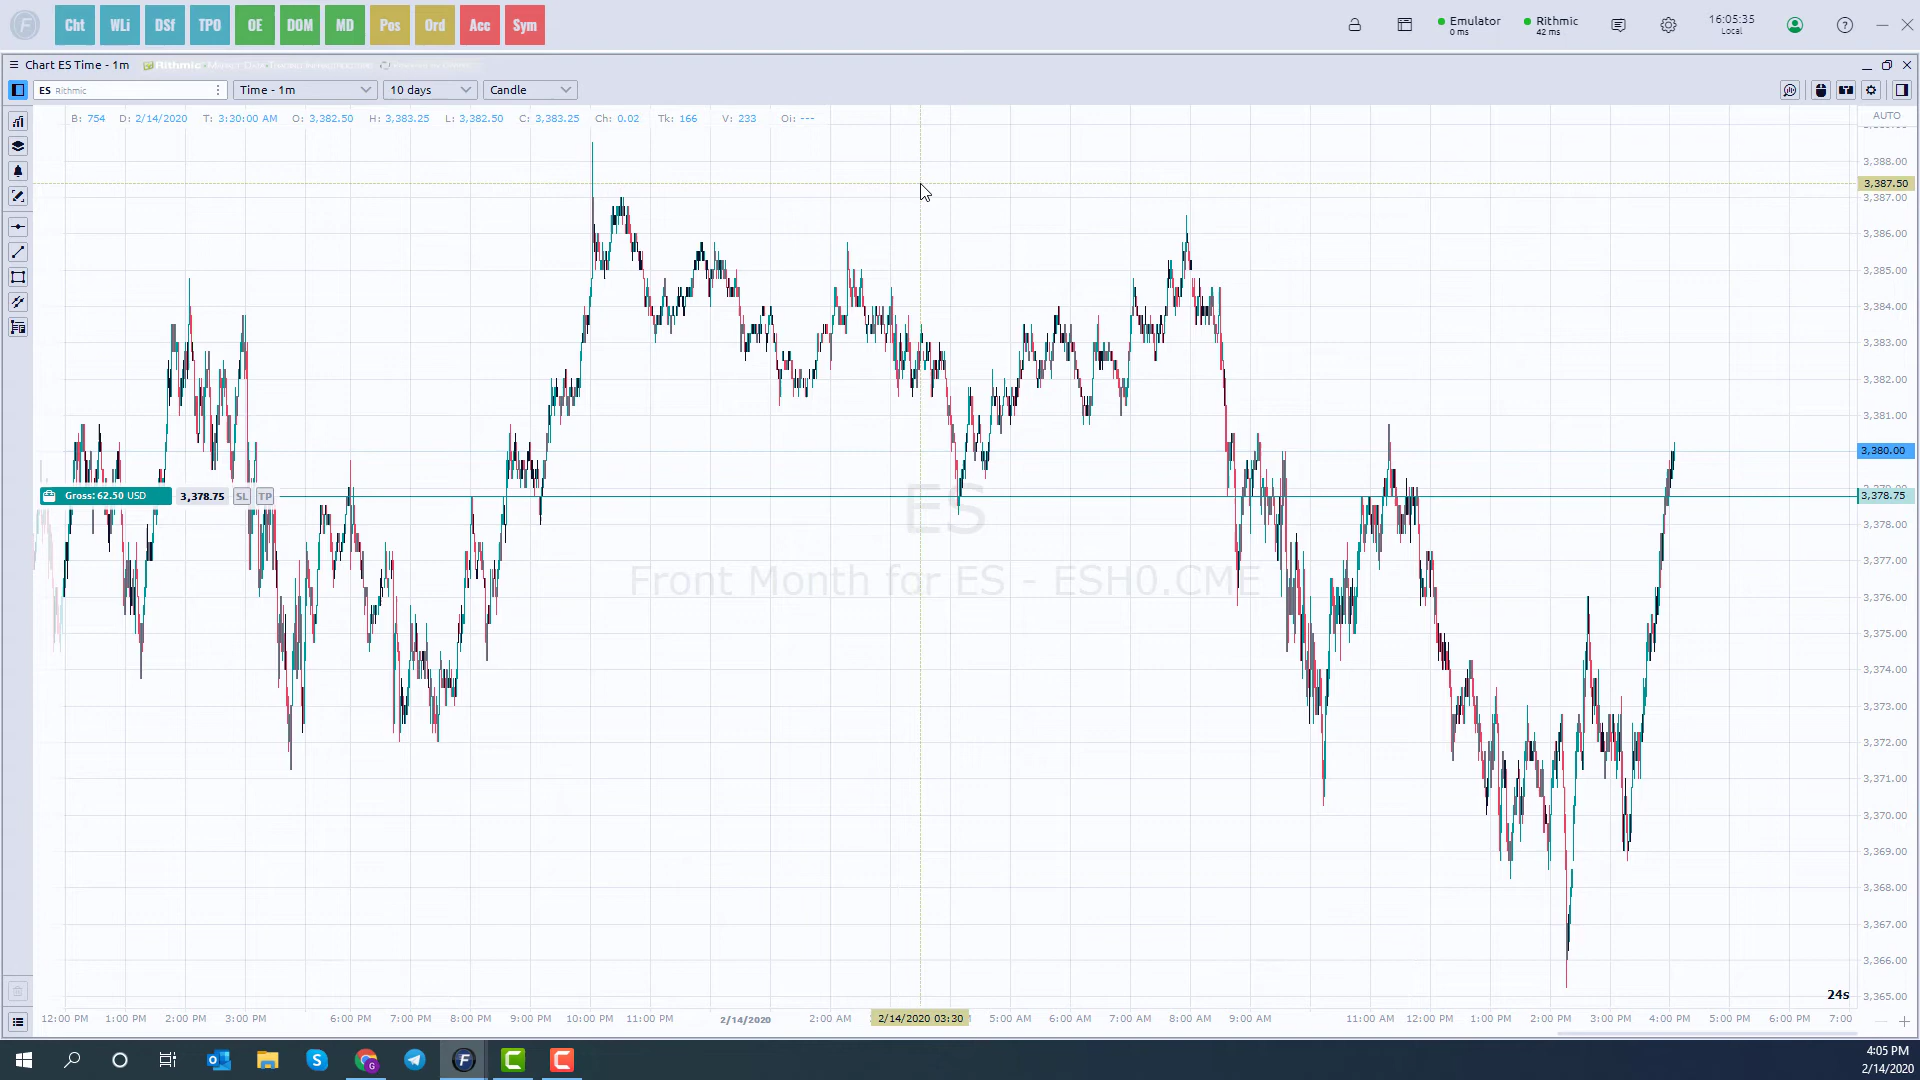 F Cht WLi DSf TPO OE DOM MD Pos Ord Acc Sym Emulator 0 ms Rithmic 42 ms 16:05:35 Local
Chart ES Time - 1m
ES Rithmic Time - 1m 10 days Candle
B: 754 D: 2/14/2020 T: 3:30:00 AM O: 3,382.50 H: 3,383.25 L: 3,382.50 C: 3,383.25 Ch: 0.02 Tk: 166 V: 233 Oi: ---
AUTO
3,388.00
3,387.50
3,387.00
3,386.00
3,385.00
3,384.00
3,383.00
3,382.00
3,381.00
3,380.00
Gross: 62.50 USD 3,378.75 SL TP
3,378.75
3,378.00
3,377.00
3,376.00
3,375.00
3,374.00
3,373.00
3,372.00
3,371.00
3,370.00
3,369.00
3,368.00
3,367.00
3,366.00
3,365.00
ES
Front Month for ES - ESH0.CME
24s
12:00 PM 1:00 PM 2:00 PM 3:00 PM 6:00 PM 7:00 PM 8:00 PM 9:00 PM 10:00 PM 11:00 PM 2/14/2020 2:00 AM 2/14/2020 03:30 5:00 AM 6:00 AM 7:00 AM 8:00 AM 9:00 AM 11:00 AM 12:00 PM 1:00 PM 2:00 PM 3:00 PM 4:00 PM 5:00 PM 6:00 PM 7:00
4:05 PM
2/14/2020